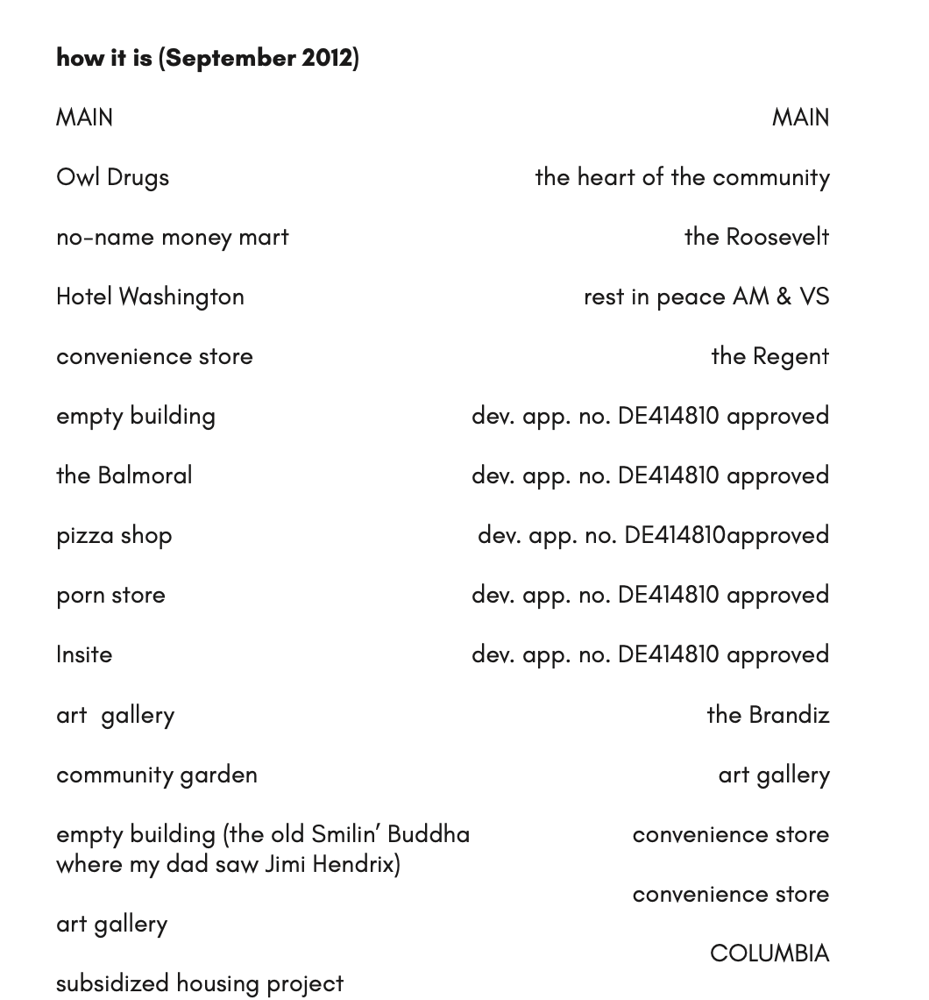 how it is (September 2012)
MAIN
Owl Drugs
no-name money mart
Hotel Washington
convenience store
empty building
the Balmoral
pizza shop
porn store
Insite
art  gallery
community garden
empty building (the old Smilin’ Buddha
where my dad saw Jimi Hendrix)
art gallery
subsidized housing project
MAIN
the heart of the community
the Roosevelt
rest in peace AM & VS
the Regent
dev. app. no. DE414810 approved
dev. app. no. DE414810 approved
dev. app. no. DE414810approved
dev. app. no. DE414810 approved
dev. app. no. DE414810 approved
the Brandiz
art gallery
convenience store
convenience store
COLUMBIA